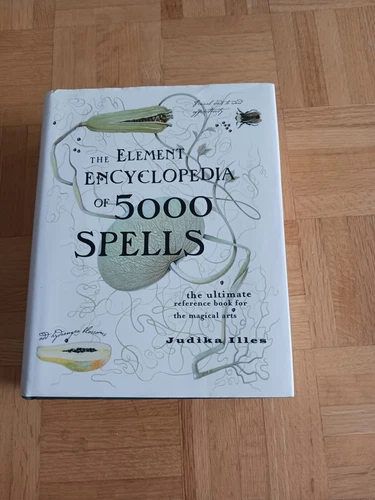 THE ELEMENT
ENCYCLOPEDIA
OF 5000
SPELLS
the ultimate
reference book for
the magical arts
Judika Illes